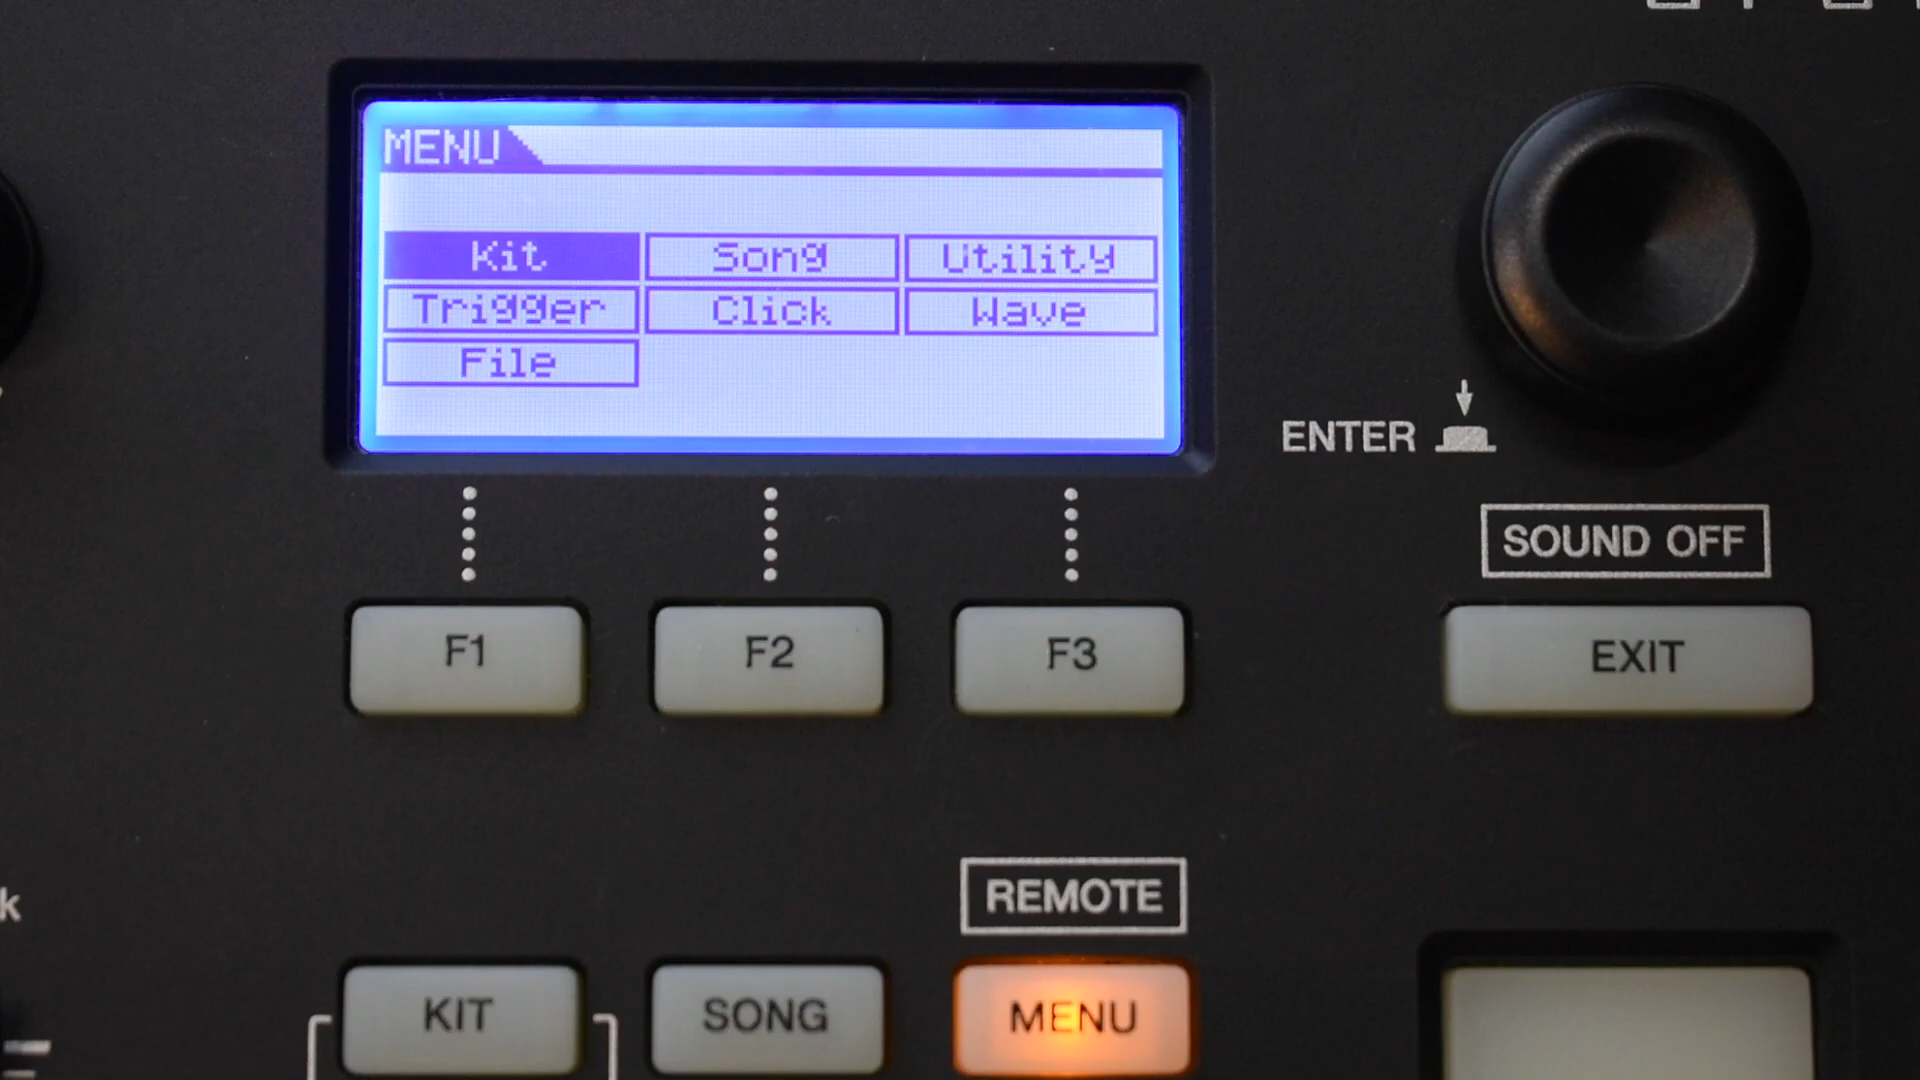 MENU
Kit Song Utility
Trigger Click Wave
File
ENTER
SOUND OFF
F1 F2 F3 EXIT
REMOTE
k
KIT SONG MENU